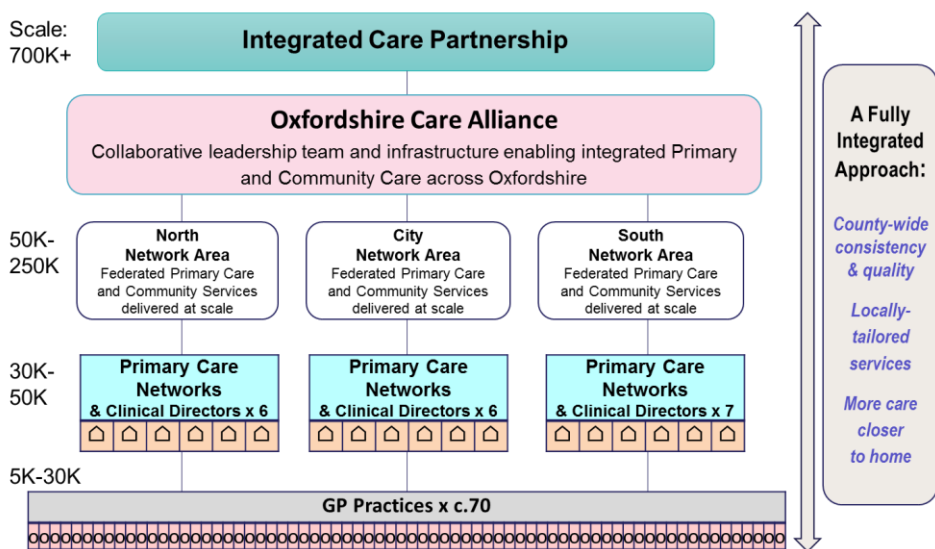 Scale:
700K+
Integrated Care Partnership
Oxfordshire Care Alliance
Collaborative leadership team and infrastructure enabling integrated Primary
and Community Care across Oxfordshire
50K-
250K
North
Network Area
Federated Primary Care
and Community Services
delivered at scale
City
Network Area
Federated Primary Care
and Community Services
delivered at scale
South
Network Area
Federated Primary Care
and Community Services
delivered at scale
30K-
50K
Primary Care
Networks
& Clinical Directors x 6
Primary Care
Networks
& Clinical Directors x 6
Primary Care
Networks
& Clinical Directors x 7
5K-30K
GP Practices x c.70
A Fully
Integrated
Approach:
County-wide
consistency
& quality
Locally-
tailored
services
More care
closer
to home